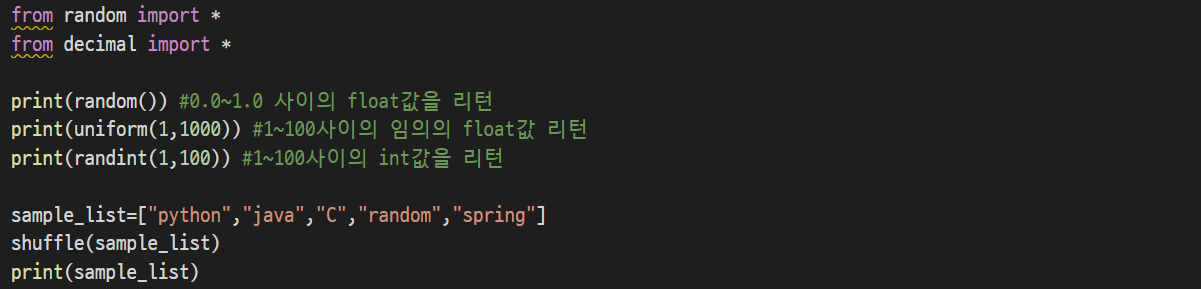 from random import *
from decimal import *
print(random()) #0.0~1.0 사이의 float값을 리턴
print(uniform(1,1000)) #1~100사이의 임의의 float값 리턴
print(randint(1,100)) #1~100사이의 int값을 리턴
sample_list=["python","java","C","random","spring"]
shuffle(sample_list)
print(sample_list)